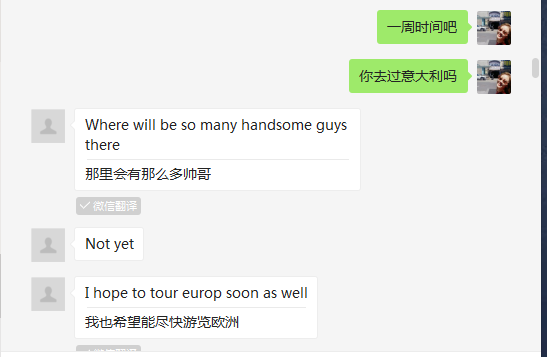 一周时间吧
你去过意大利吗
Where will be so many handsome guys
there
那里会有那么多帅哥
微信翻译
Not yet
I hope to tour europ soon as well
我也希望能尽快游览欧洲